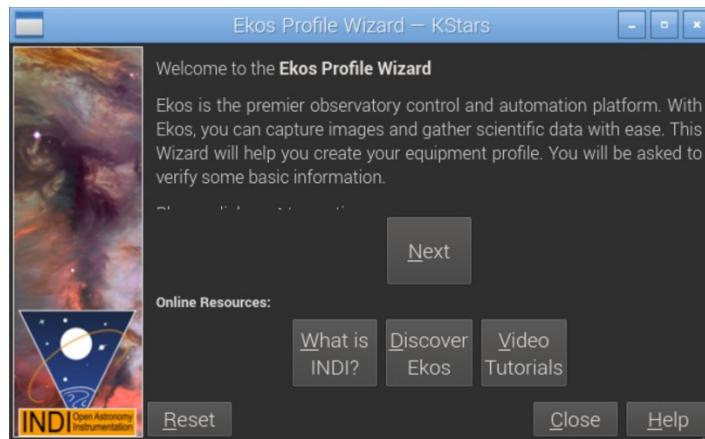 Ekos Profile Wizard — KStars
Welcome to the Ekos Profile Wizard
Ekos is the premier observatory control and automation platform. With
Ekos, you can capture images and gather scientific data with ease. This
Wizard will help you create your equipment profile. You will be asked to
verify some basic information.
Next
Online Resources:
What is
INDI?
Discover
Ekos
Video
Tutorials
INDI Open Astronomy
Instrumentation
Reset
Close
Help